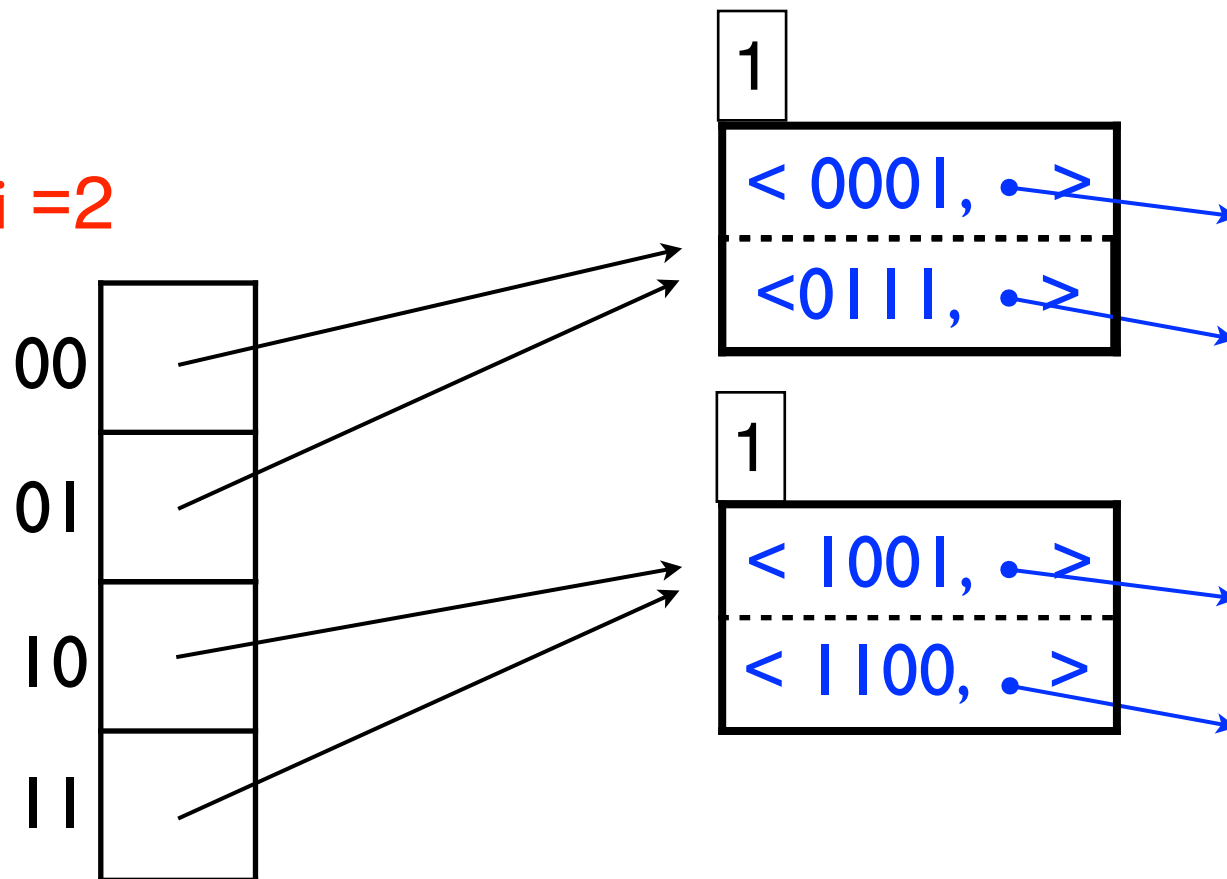 i =2
00
01
10
11
1
< 0001, >
<0111, >
1
< 1001, >
< 1100, >